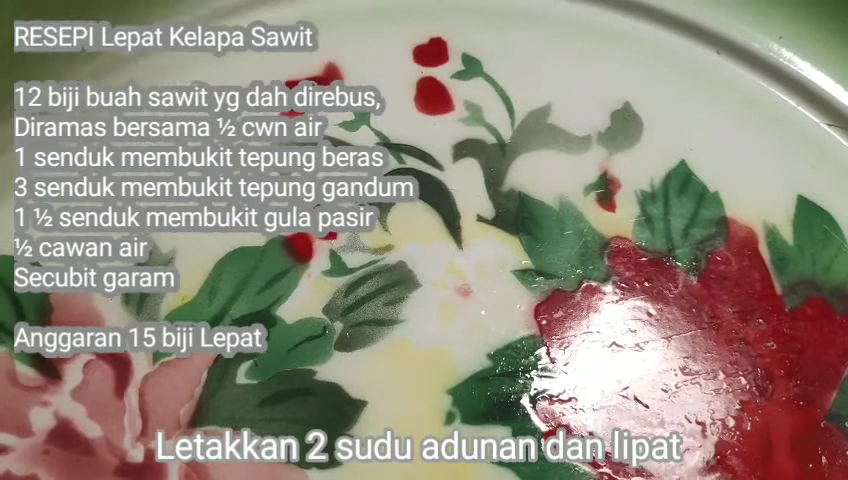 RESEPI Lepat Kelapa Sawit
12 biji buah sawit yg dah direbus,
Diramas bersama ½ cwn air
1 senduk membukit tepung beras
3 senduk membukit tepung gandum
1 ½ senduk membukit gula pasir
½ cawan air
Secubit garam
Anggaran 15 biji Lepat
Letakkan 2 sudu adunan dan lipat